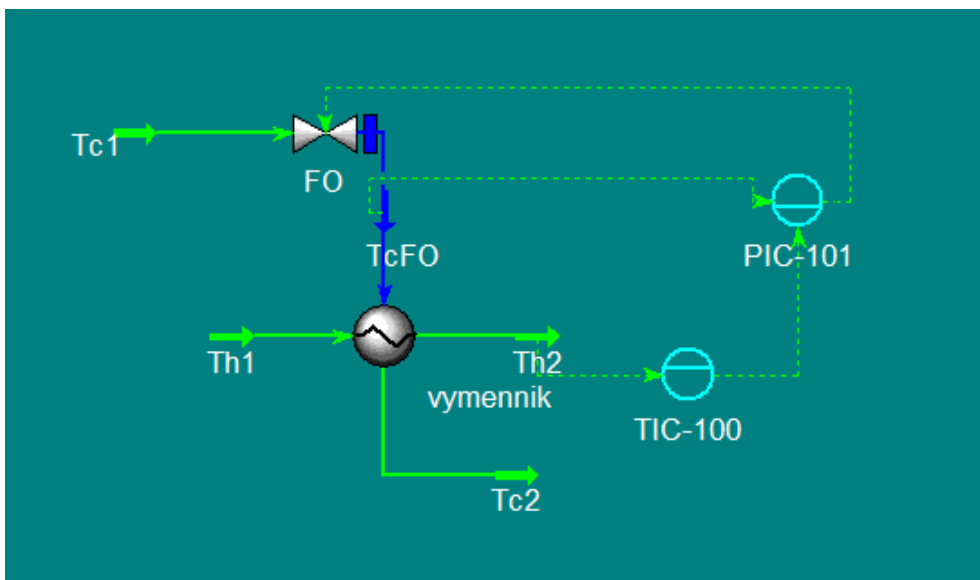 Tc1
FO
TcFO
PIC-101
Th1
Th2
vymennik
TIC-100
Tc2